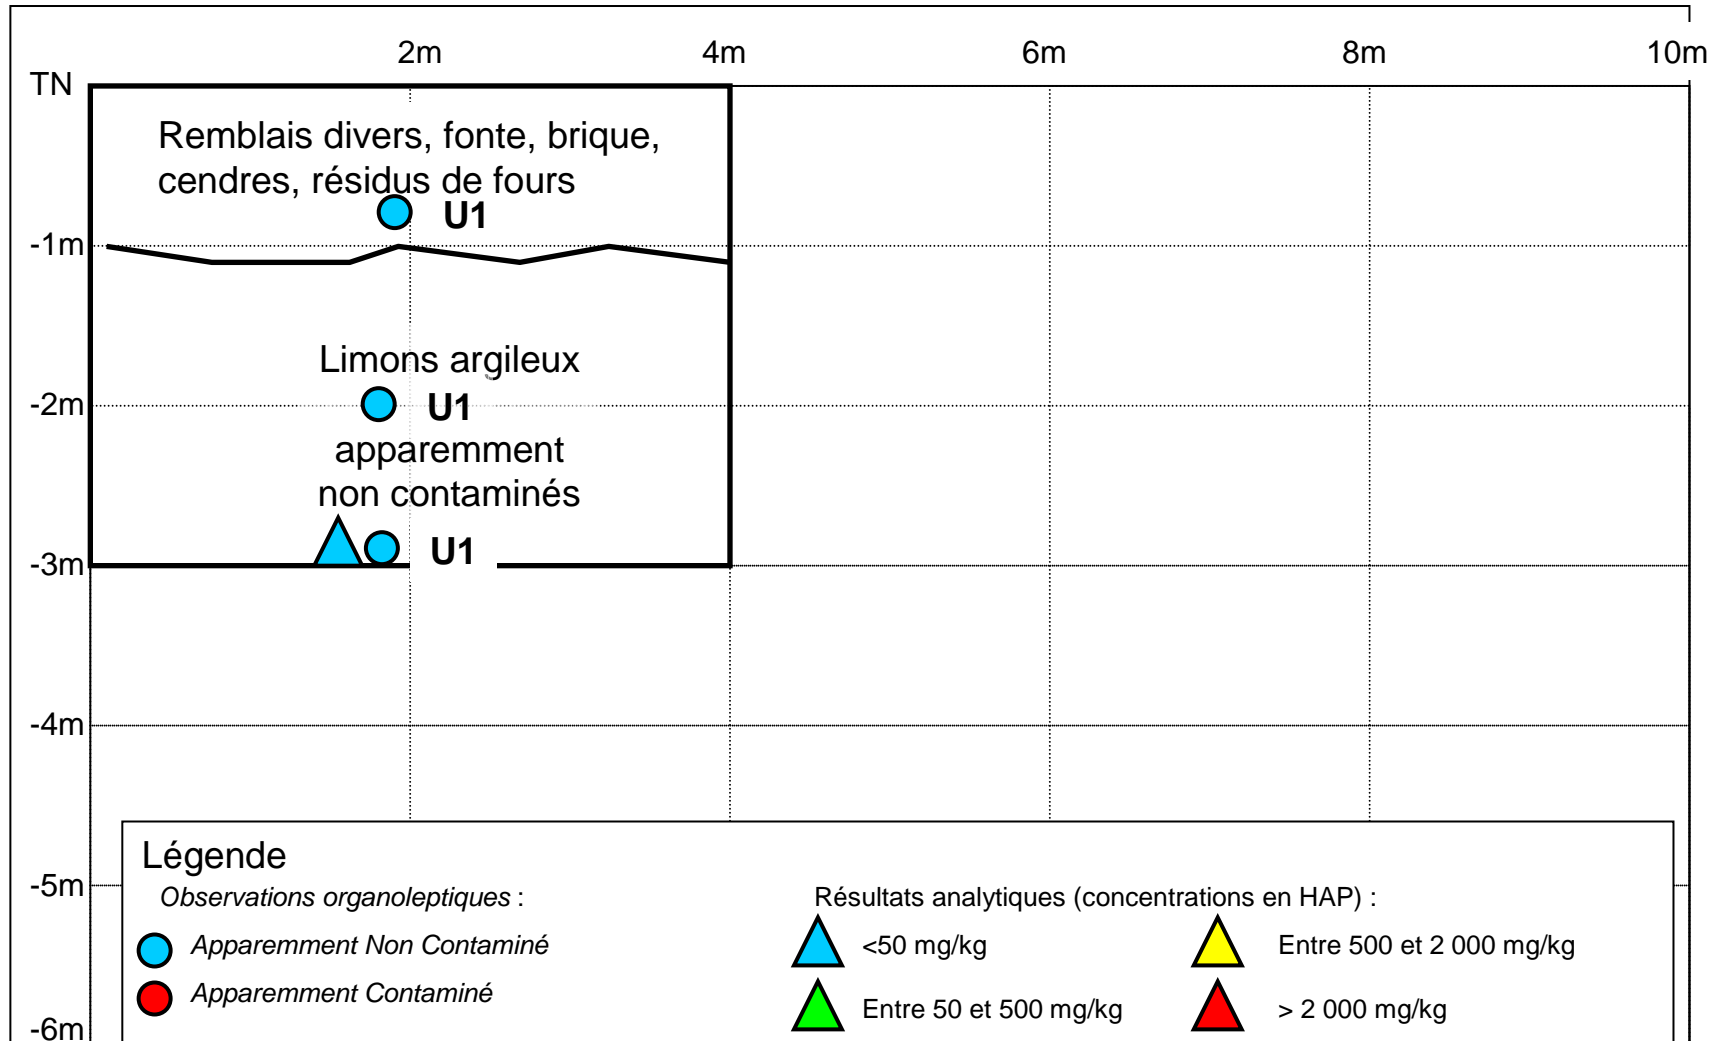 2m 4m 6m 8m 10m
TN
Remblais divers, fonte, brique,
cendres, résidus de fours
U1
-1m
Limons argileux
-2m
U1
apparemment
non contaminés
U1
-3m
-4m
Légende
-5m
Observations organoleptiques :
Résultats analytiques (concentrations en HAP) :
Apparemment Non Contaminé
<50 mg/kg
Entre 500 et 2 000 mg/kg
Apparemment Contaminé
Entre 50 et 500 mg/kg
> 2 000 mg/kg
-6m